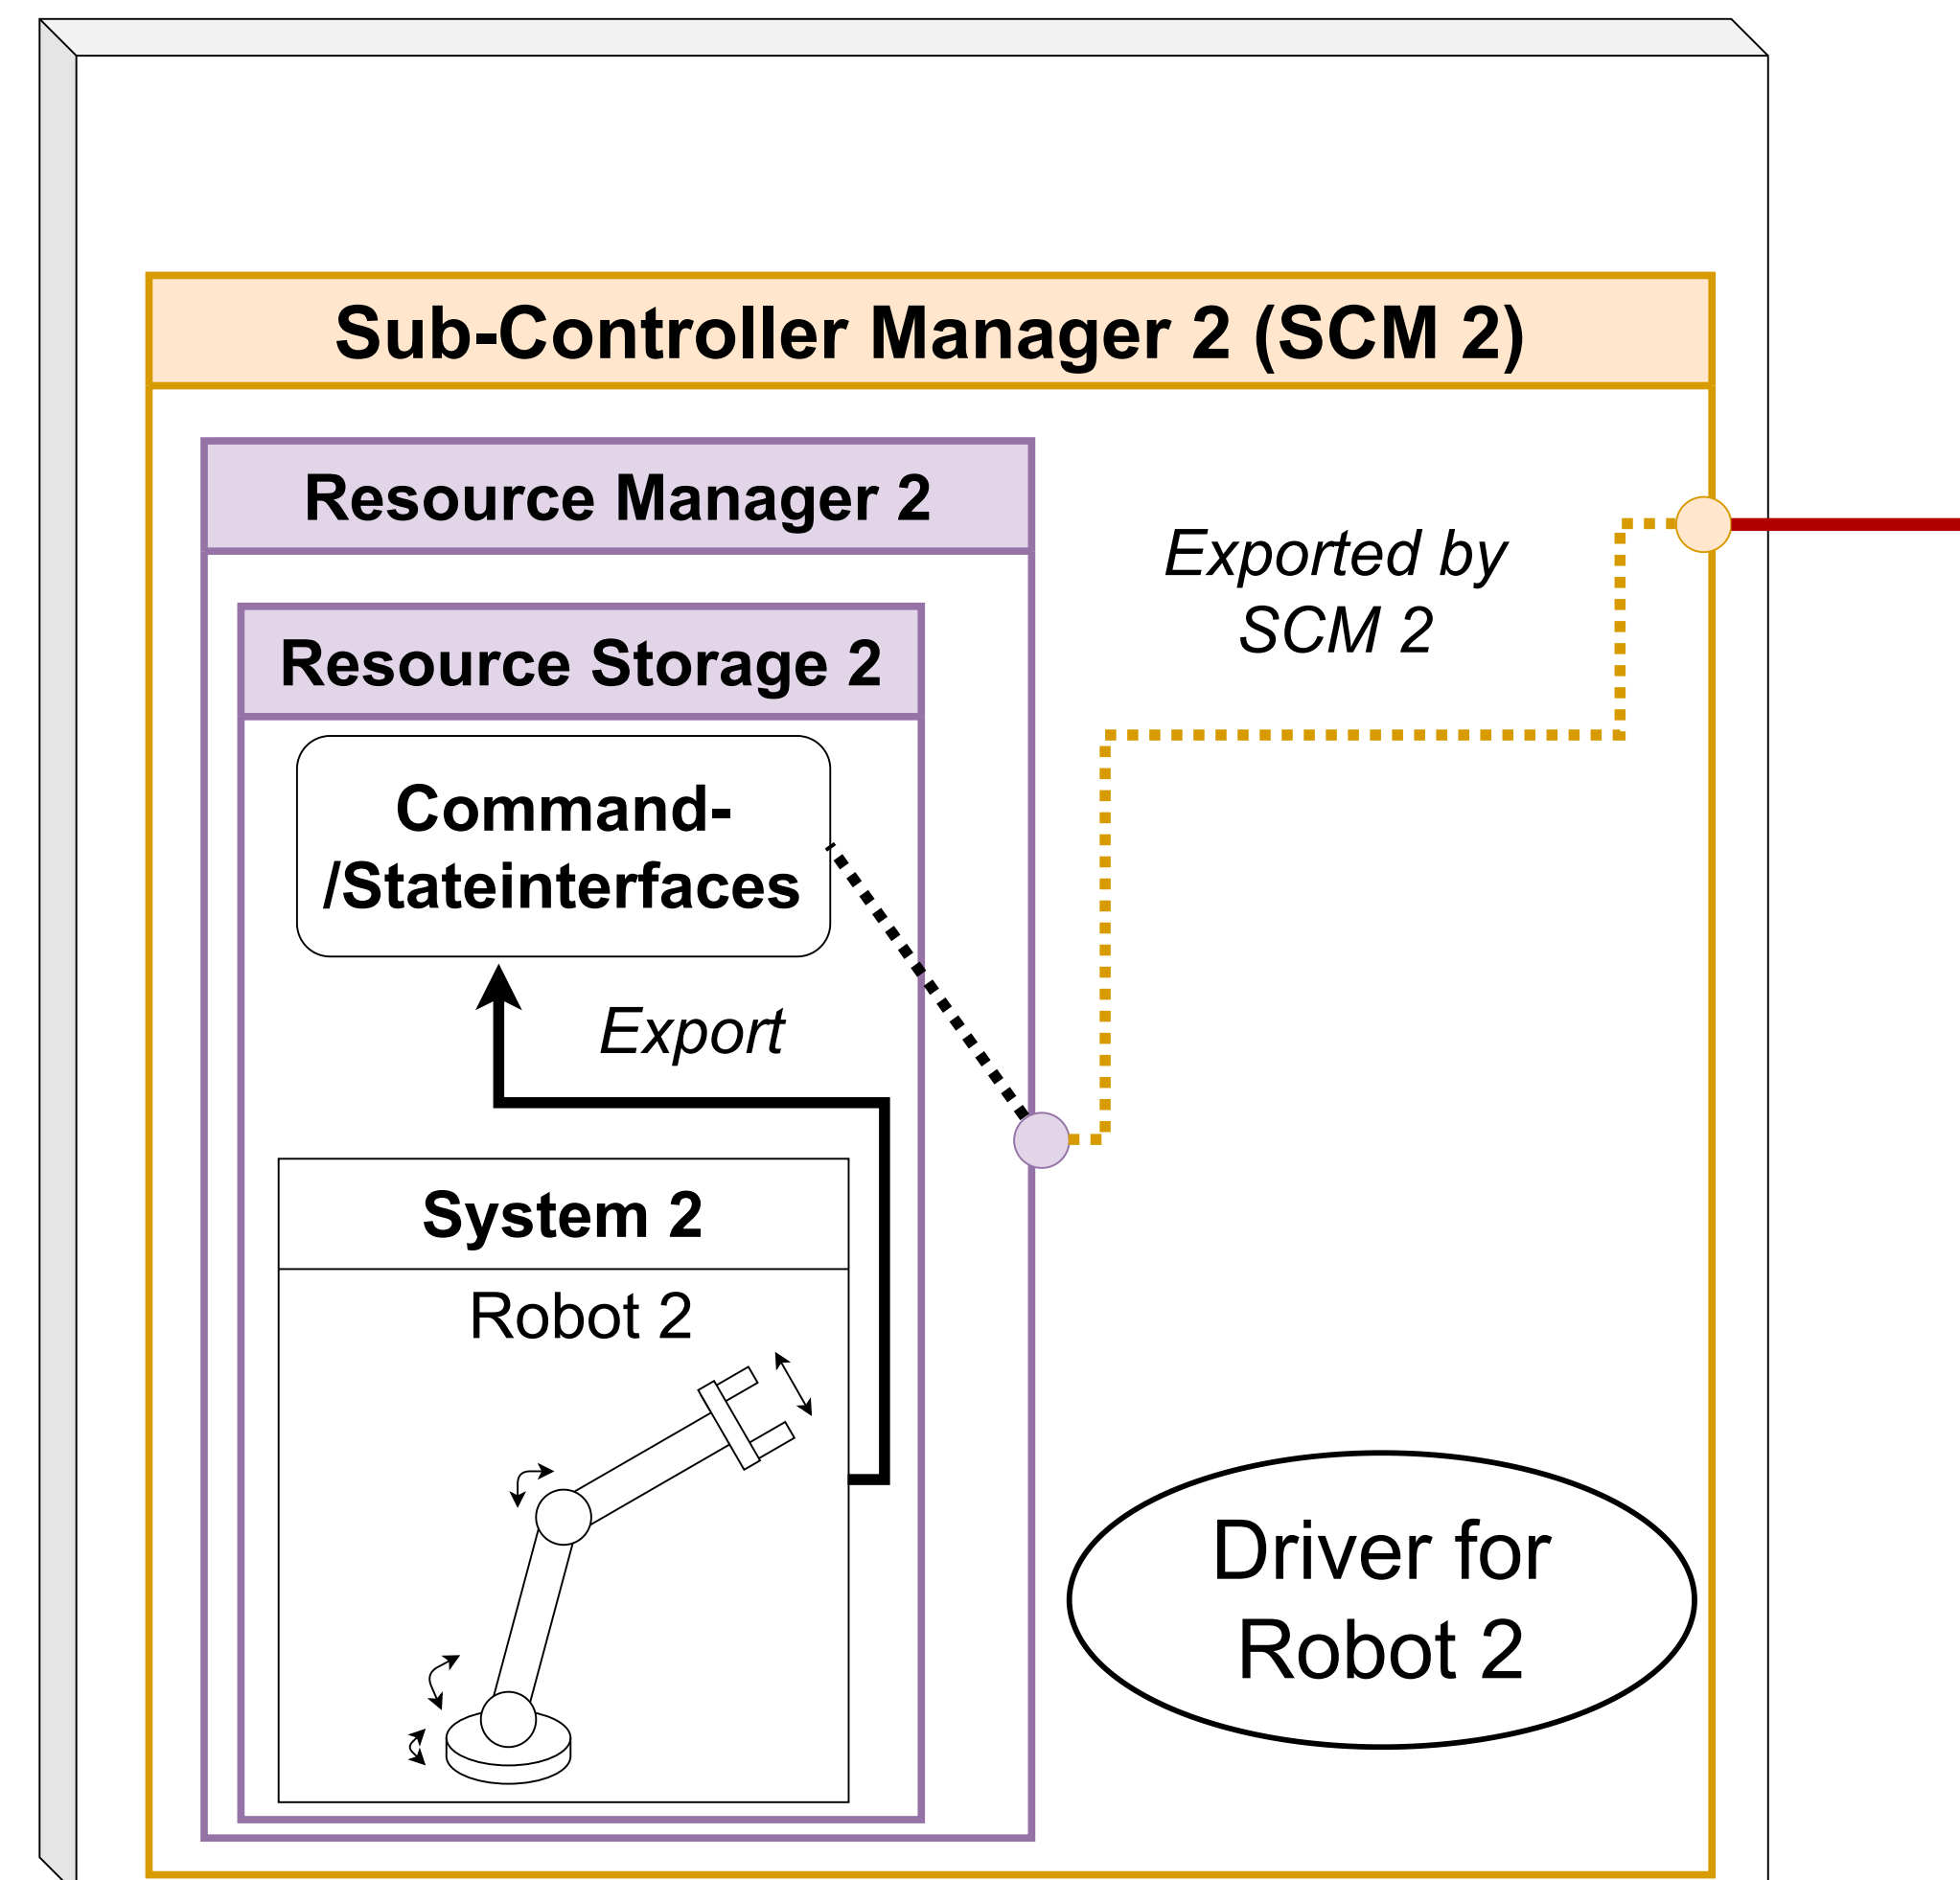 Sub-Controller Manager 2 (SCM 2)
Resource Manager 2
Exported by
SCM 2
Resource Storage 2
Command-
/Stateinterfaces
Export
System 2
Robot 2
Driver for
Robot 2